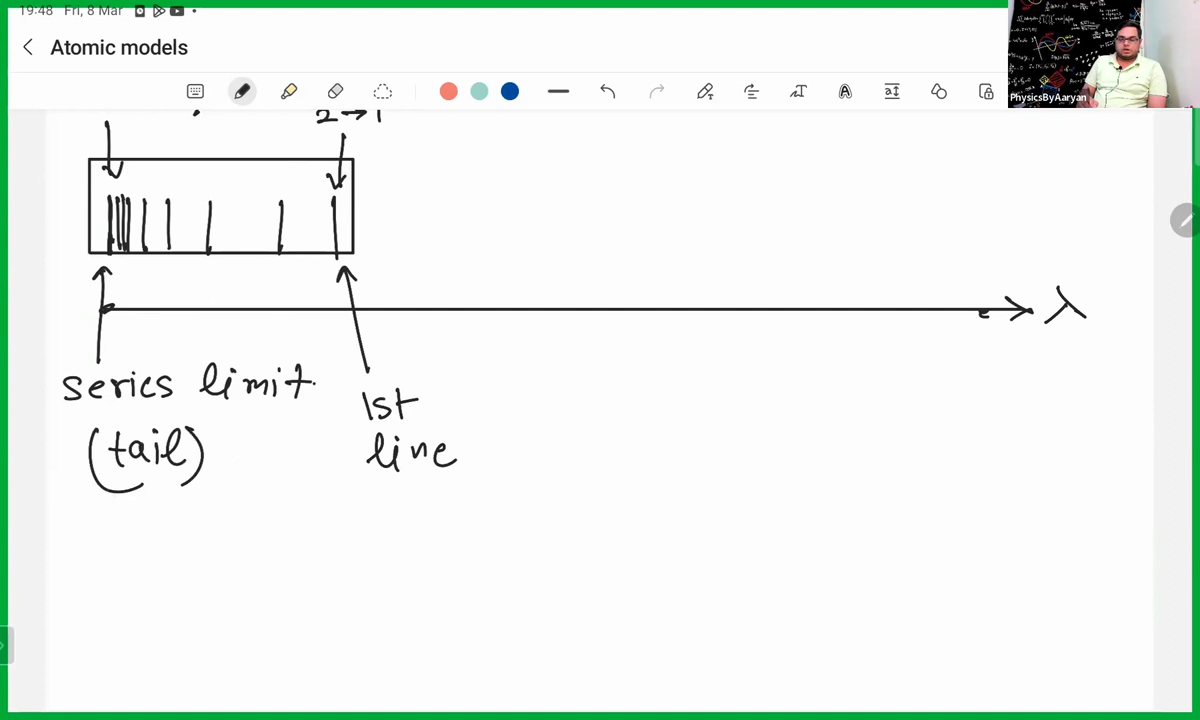 19:48 Fri, 8 Mar
Atomic models
PhysicsByAaryan
2→1
λ
series limit
(tail)
1st
line